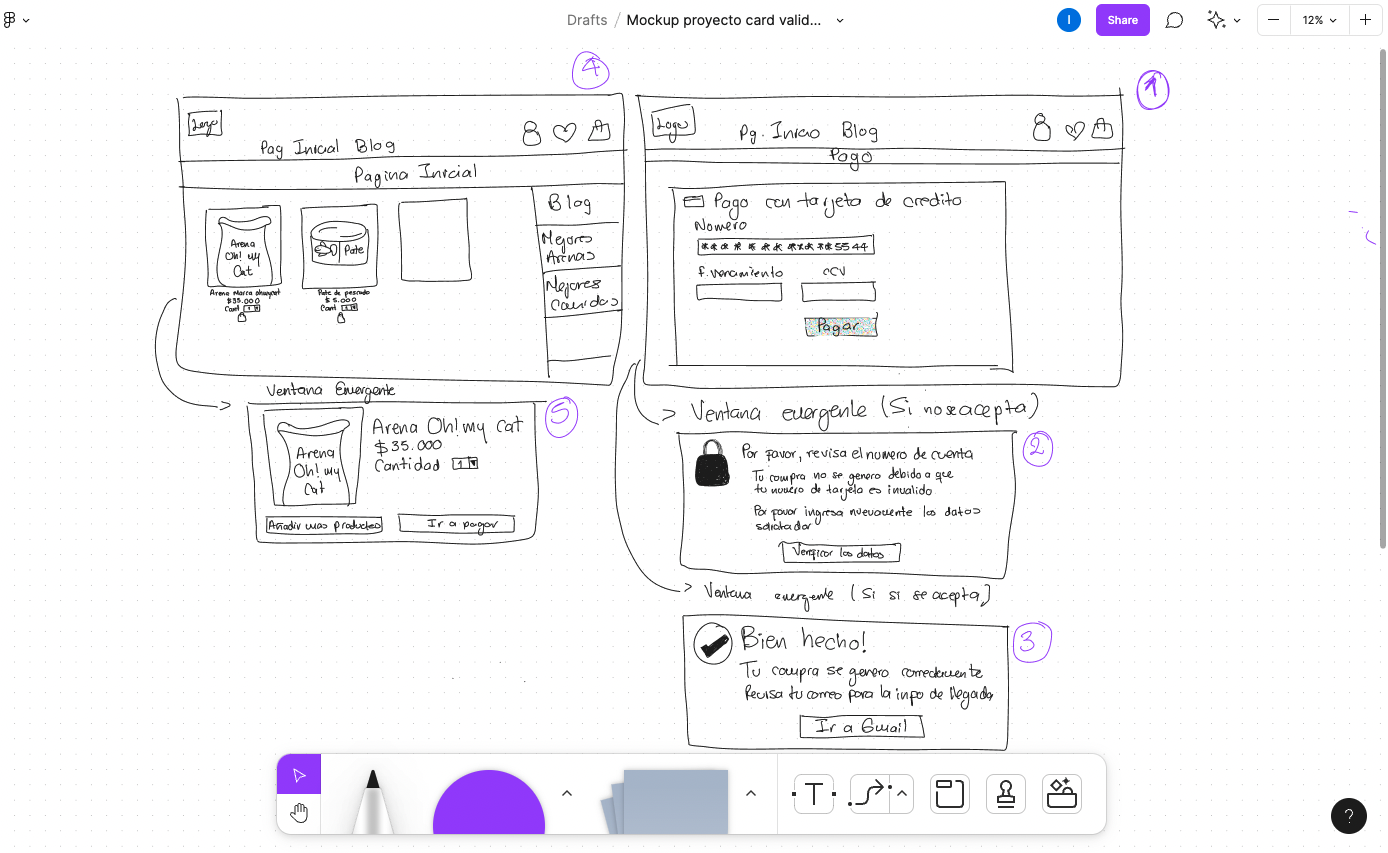 Drafts / Mockup proyecto card valid...
I
Share
12%
4
Logo
Pag Inicial Blog
Pagina Inicial
Arena
Oh! my
Cat
Arena Marca ohmycat
$35.000
Cant 1
Pate
Pate de pescado
$5.000
Cant 1
Blog
Mejores
Arenas
Mejores
Comidas
Ventana Emergente
5
Arena
Oh! my
Cat
Arena Oh! my Cat
$35.000
Cantidad 1
Añadir mas productos
Ir a pagar
1
Logo
Pg. Inicio Blog
Pago
Pago con tarjeta de credito
Numero
************5544
f. vencimiento
CCV
Pagar
Ventana emergente (Si no se acepta)
2
Por favor, revisa el numero de cuenta
Tu compra no se genero debido a que
tu numero de tarjeta es invalido
Por favor ingresa nuevamente los datos
Verificar los datos
Ventana emergente (Si si se acepta)
3
Bien hecho!
Tu compra se genero
Revisa tu correo para la info de llegada
Ir a Gmail
T
?